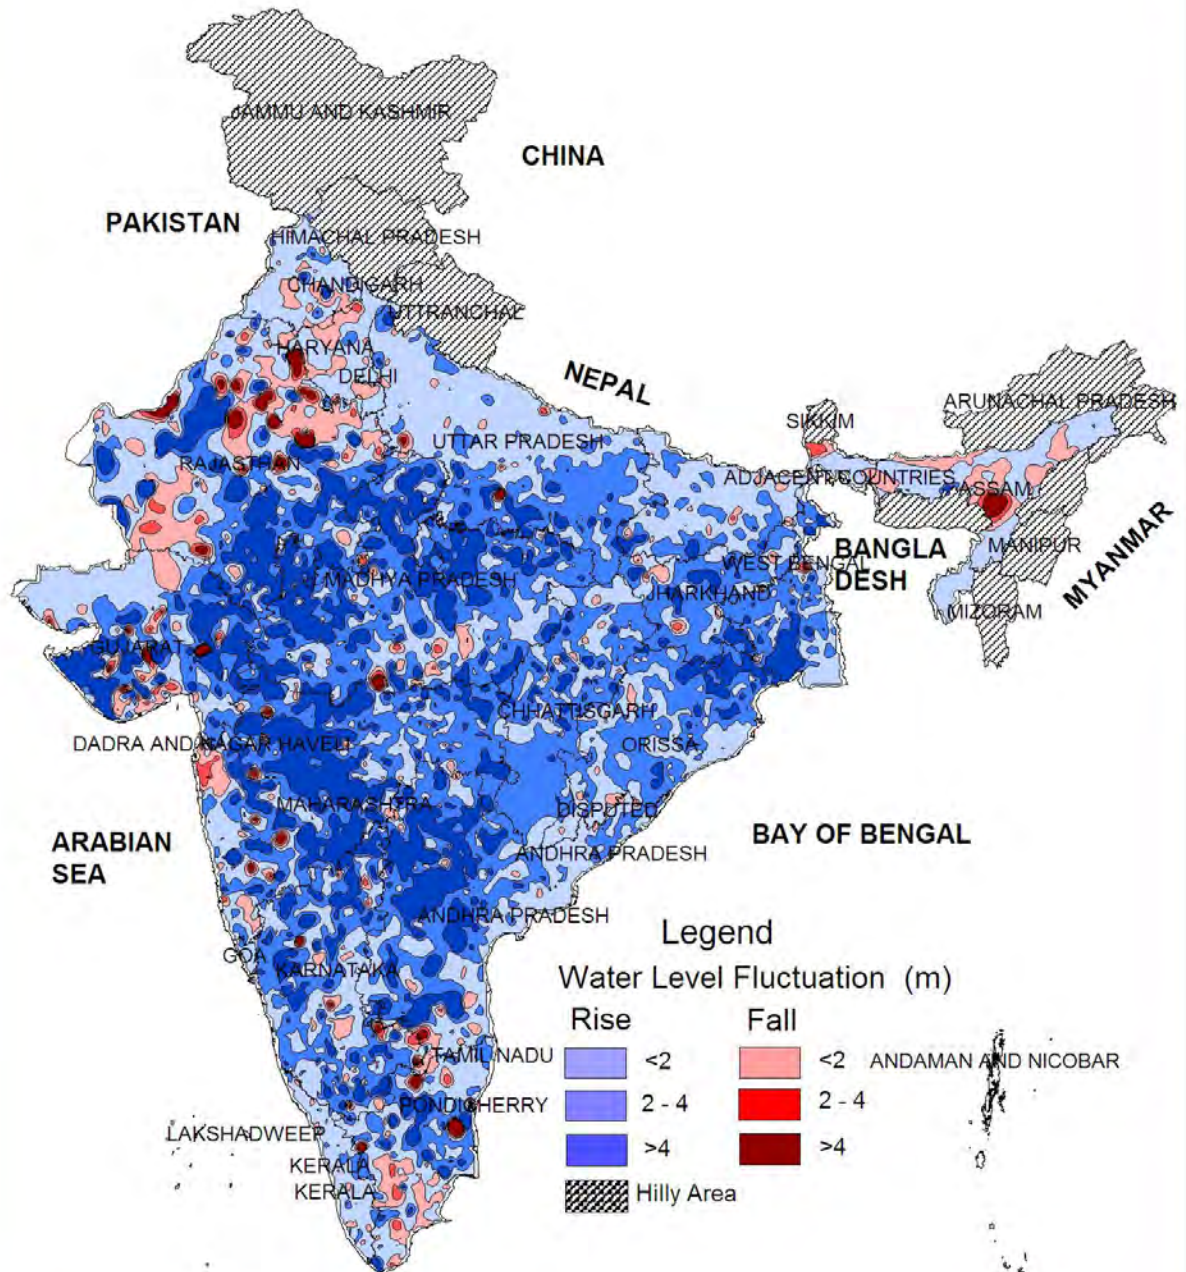 JAMMU AND KASHMIR
CHINA
PAKISTAN
HIMACHAL PRADESH
CHANDIGARH
UTTRANCHAL
HARYANA
DELHI
NEPAL
SIKKIM
ARUNACHAL PRADESH
UTTAR PRADESH
RAJASTHAN
ADJACENT COUNTRIES
ASSAM
BANGLA
DESH
MANIPUR
MYANMAR
WEST BENGAL
MADHYA PRADESH
JHARKHAND
MIZORAM
GUJARAT
CHHATTISGARH
DADRA AND NAGAR HAVELI
ORISSA
MAHARASHTRA
DISPUTED
ARABIAN
SEA
BAY OF BENGAL
ANDHRA PRADESH
ANDHRA PRADESH
GOA
KARNATAKA
Legend
Water Level Fluctuation (m)
Rise Fall
<2 <2
2 - 4 2 - 4
>4 >4
Hilly Area
TAMIL NADU
ANDAMAN AND NICOBAR
PONDICHERRY
LAKSHADWEEP
KERALA
KERALA